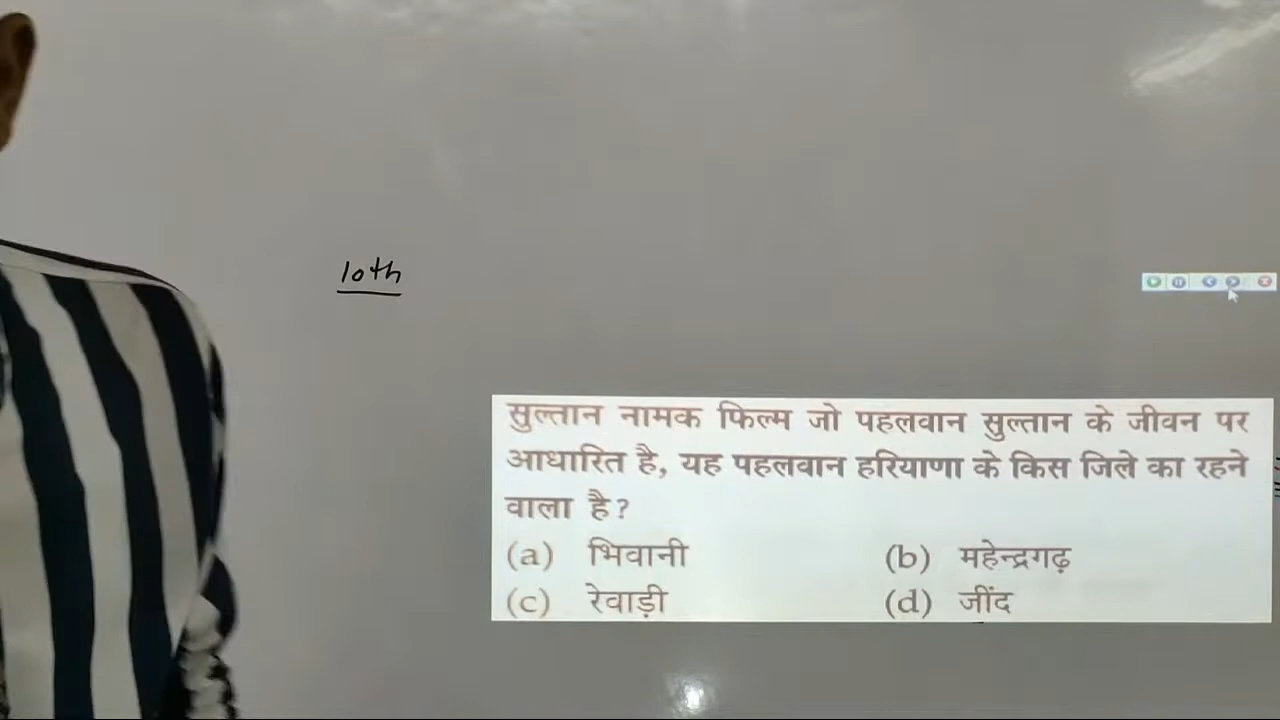 10th
सुल्तान नामक फिल्म जो पहलवान सुल्तान के जीवन पर
आधारित है, यह पहलवान हरियाणा के किस जिले का रहने
वाला है?
(a) भिवानी (b) महेन्द्रगढ़
(c) रेवाड़ी (d) जींद